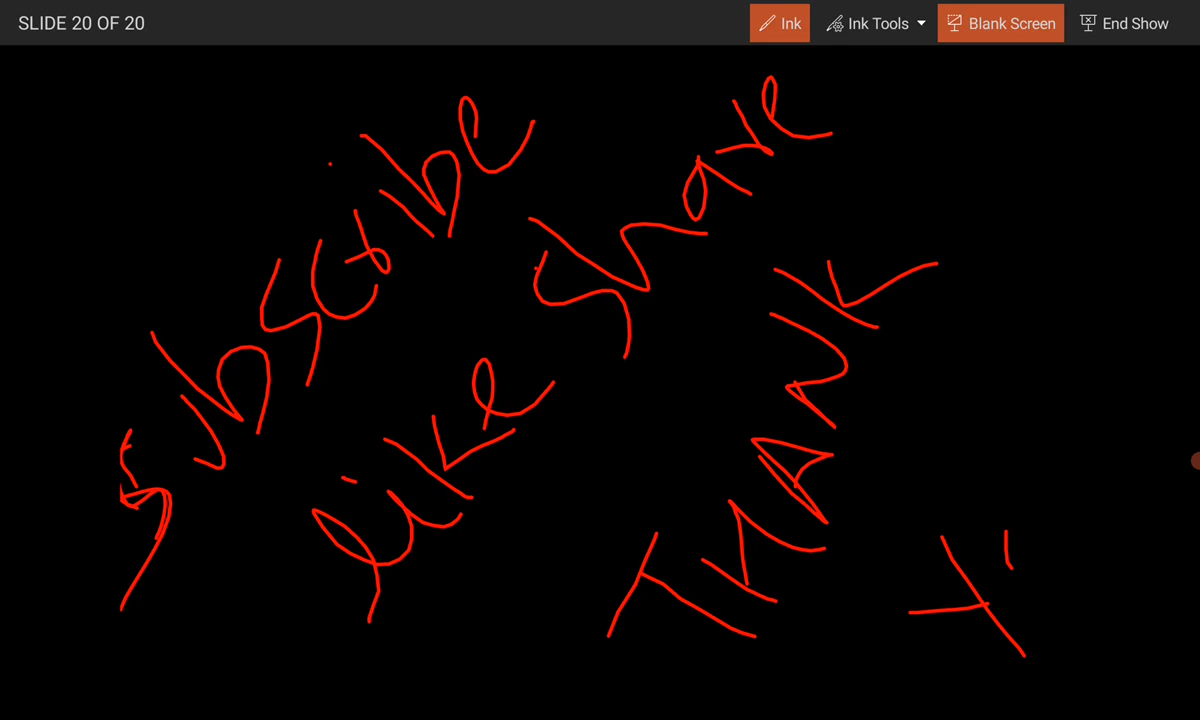 SLIDE 20 OF 20 Ink Ink Tools Blank Screen End Show
Subscribe
like Share
THANK Y